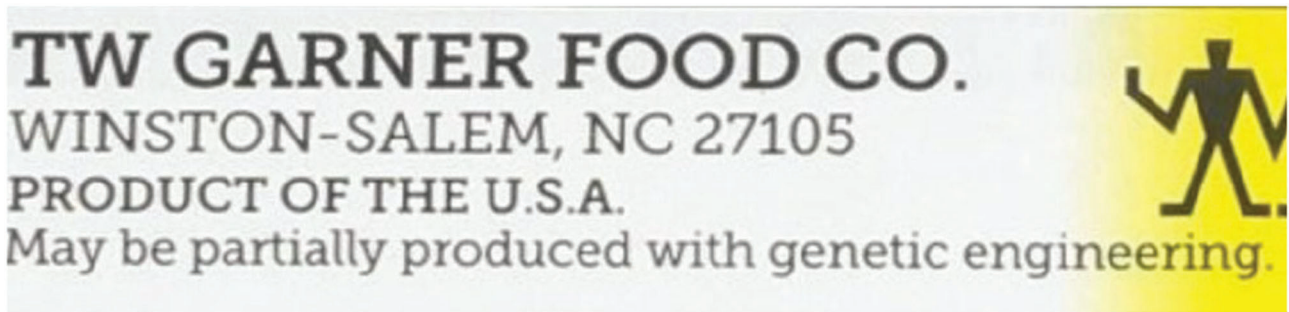 TW GARNER FOOD CO.
WINSTON-SALEM, NC 27105
PRODUCT OF THE U.S.A.
May be partially produced with genetic engineering.